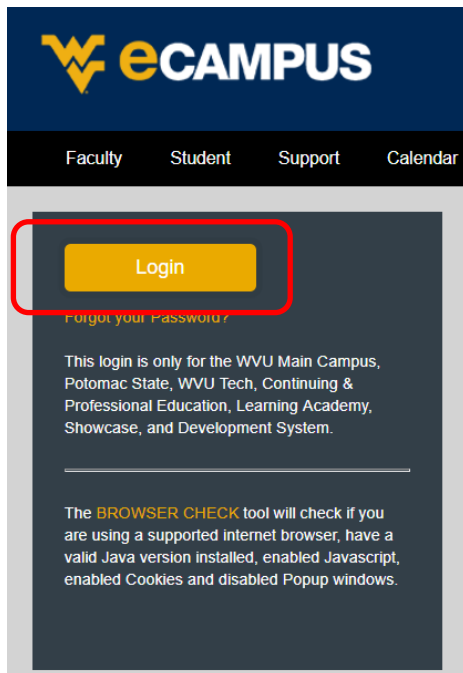 eCAMPUS
Faculty Student Support Calendar
Login
Forgot your Password?
This login is only for the WVU Main Campus,
Potomac State, WVU Tech, Continuing &
Professional Education, Learning Academy,
Showcase, and Development System.
The BROWSER CHECK tool will check if you
are using a supported internet browser, have a
valid Java version installed, enabled Javascript,
enabled Cookies and disabled Popup windows.